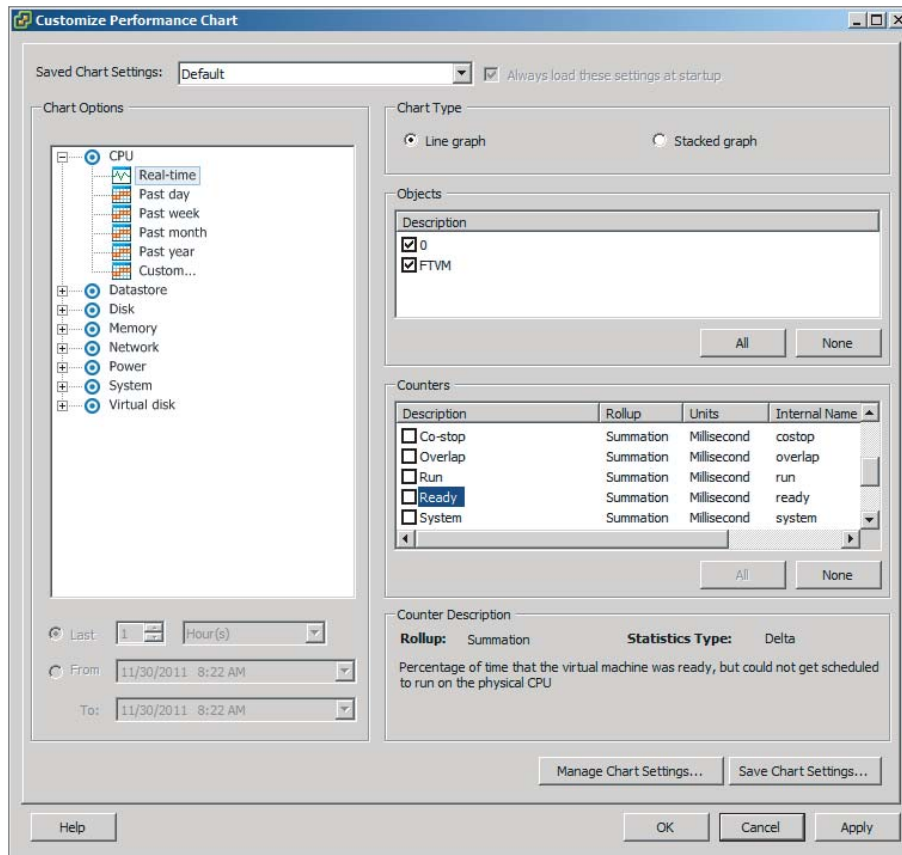 Customize Performance Chart
Saved Chart Settings: Default Always load these settings at startup
Chart Options
CPU
Real-time
Past day
Past week
Past month
Past year
Custom...
Datastore
Disk
Memory
Network
Power
System
Virtual disk
Last 1 Hour(s)
From 11/30/2011 8:22 AM
To: 11/30/2011 8:22 AM
Chart Type
Line graph Stacked graph
Objects
Description
0
FTVM
All None
Counters
Description Rollup Units Internal Name
Co-stop Summation Millisecond costop
Overlap Summation Millisecond overlap
Run Summation Millisecond run
Ready Summation Millisecond ready
System Summation Millisecond system
All None
Counter Description
Rollup: Summation Statistics Type: Delta
Percentage of time that the virtual machine was ready, but could not get scheduled
to run on the physical CPU
Manage Chart Settings... Save Chart Settings...
Help OK Cancel Apply